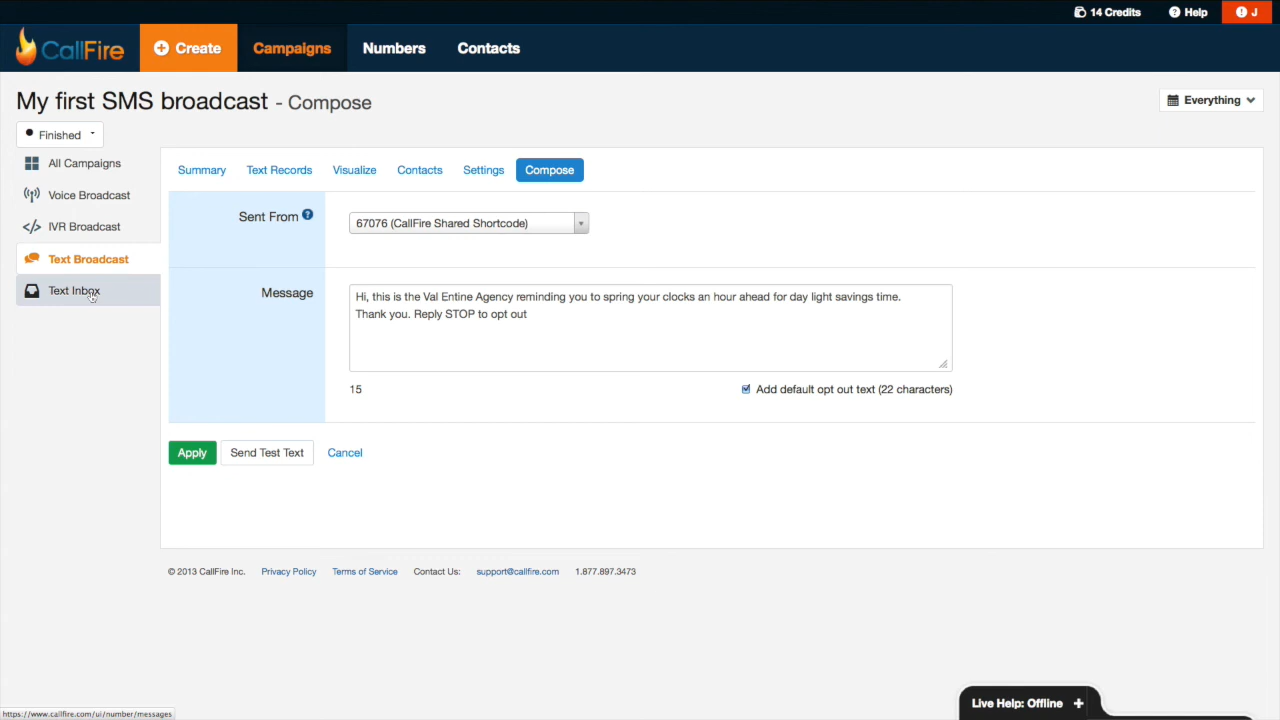 14 Credits
Help
J
CallFire
Create
Campaigns
Numbers
Contacts
My first SMS broadcast - Compose
Everything
Finished
All Campaigns
Voice Broadcast
IVR Broadcast
Text Broadcast
Text Inbox
Summary
Text Records
Visualize
Contacts
Settings
Compose
Sent From
67076 (CallFire Shared Shortcode)
Message
Hi, this is the Val Entine Agency reminding you to spring your clocks an hour ahead for day light savings time.
Thank you. Reply STOP to opt out
15
Add default opt out text (22 characters)
Apply
Send Test Text
Cancel
© 2013 CallFire Inc. Privacy Policy Terms of Service Contact Us: support@callfire.com 1.877.897.3473
Live Help: Offline +
https://www.callfire.com/ui/number/messages